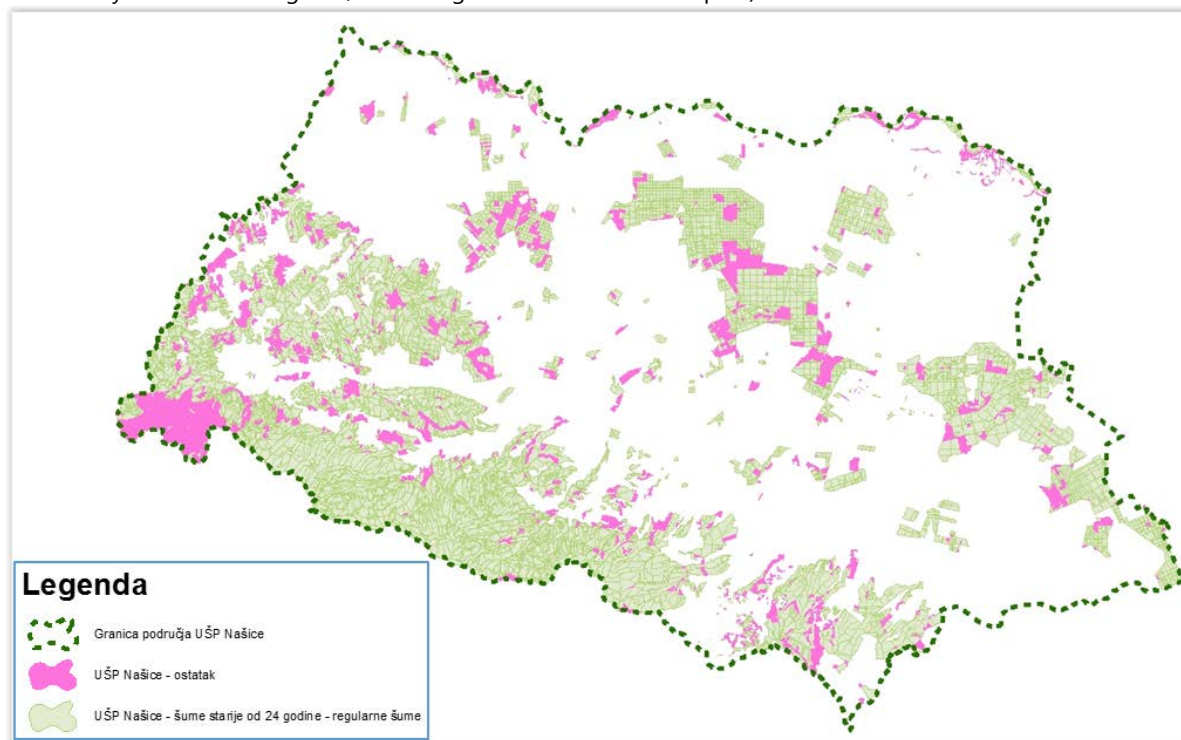 Legenda
Granica područja UŠP Našice
UŠP Našice - ostatak
UŠP Našice - šume starije od 24 godine - regularne šume